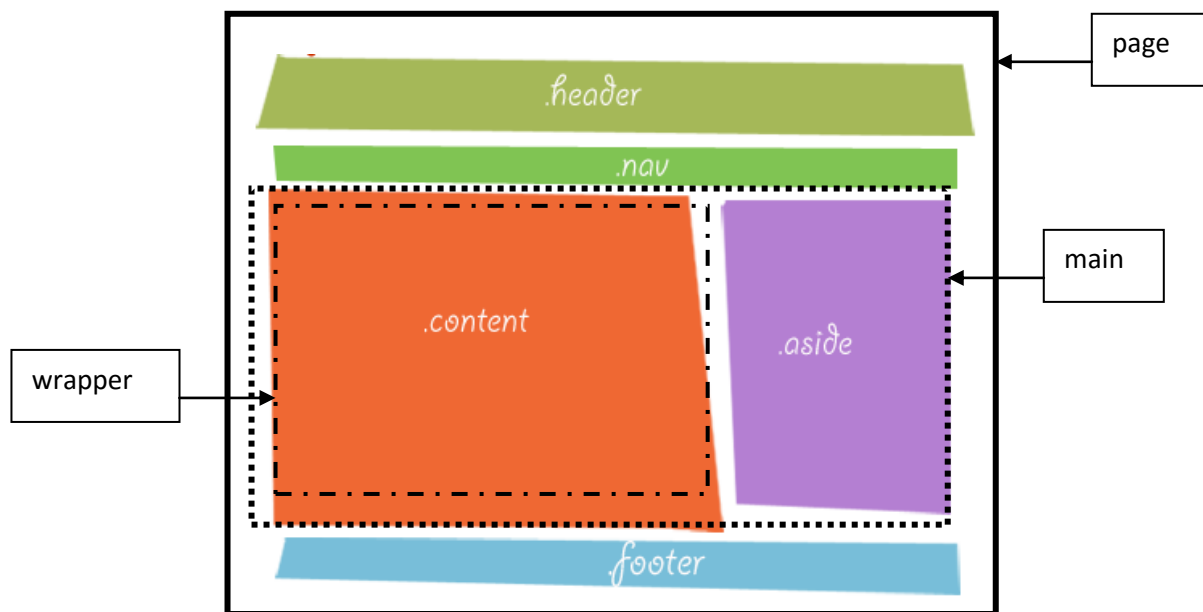 page
.header
.nav
main
.content
.aside
wrapper
.footer